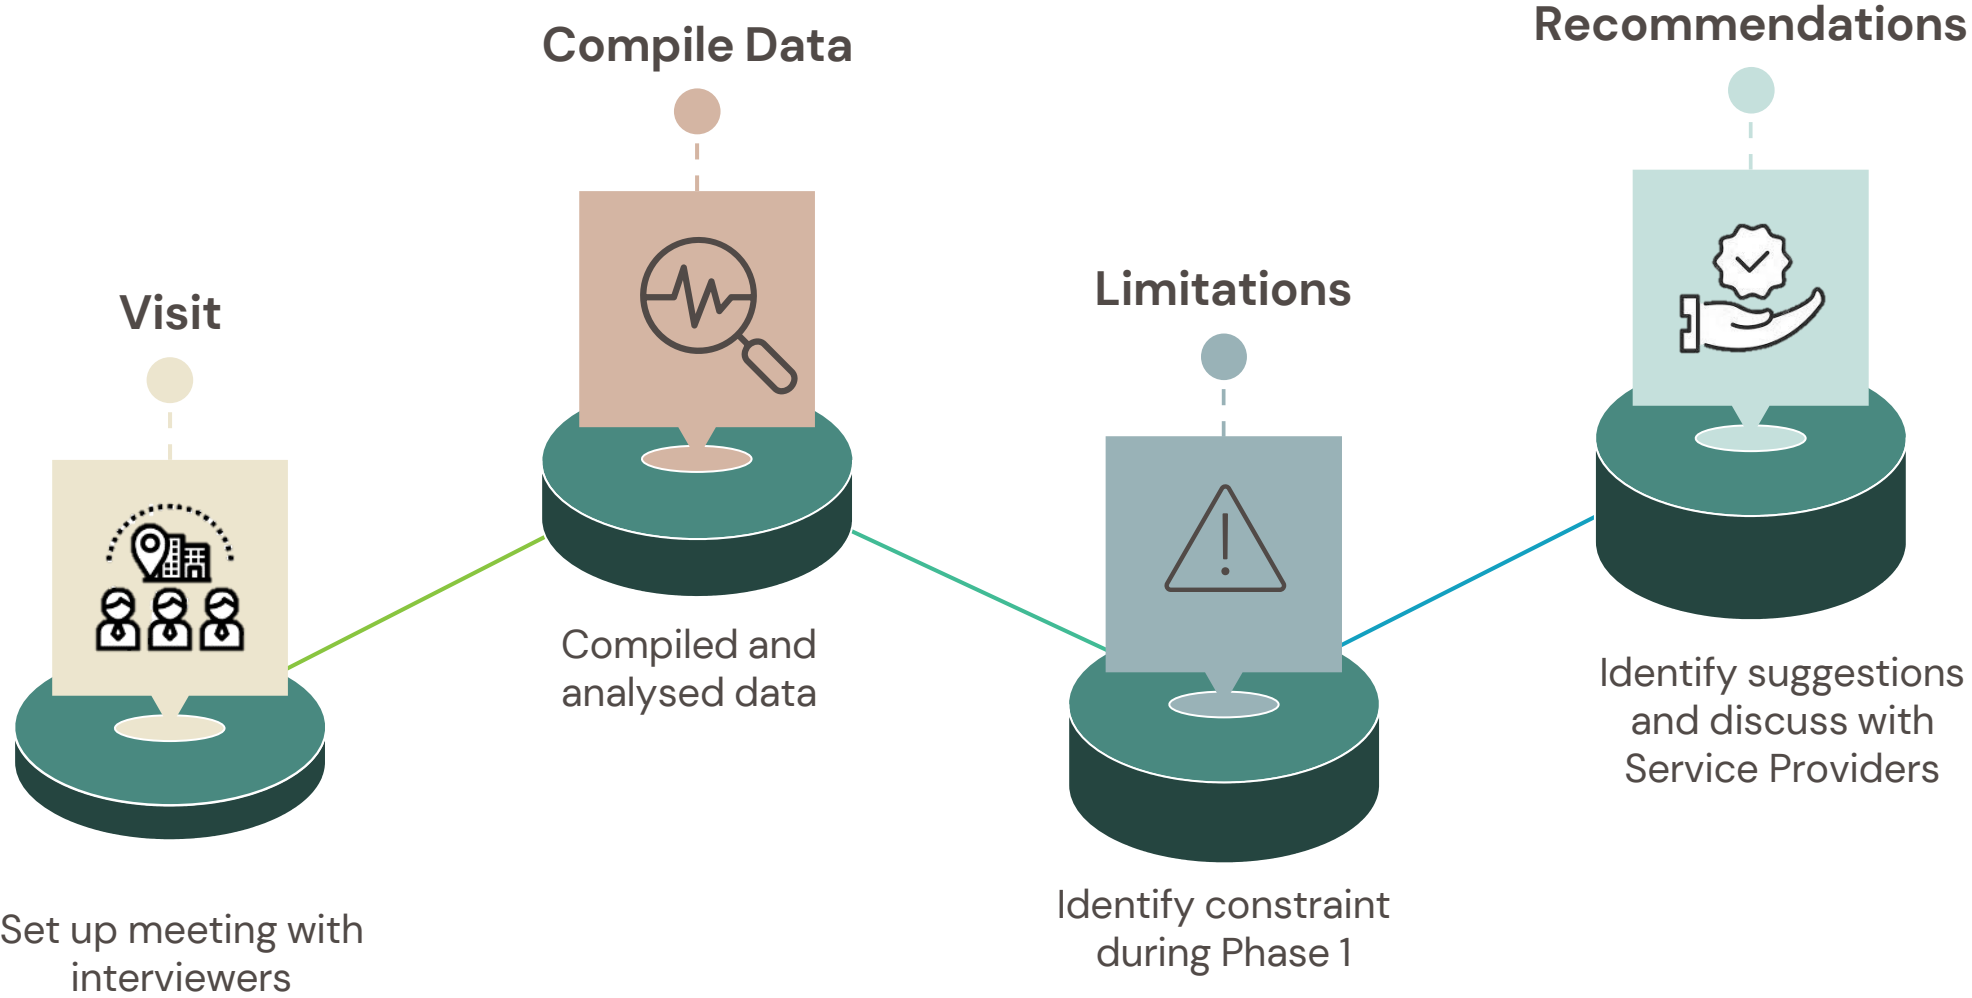 Visit
Set up meeting with
interviewers
Compile Data
Compiled and
analysed data
Limitations
Identify constraint
during Phase 1
Recommendations
Identify suggestions
and discuss with
Service Providers